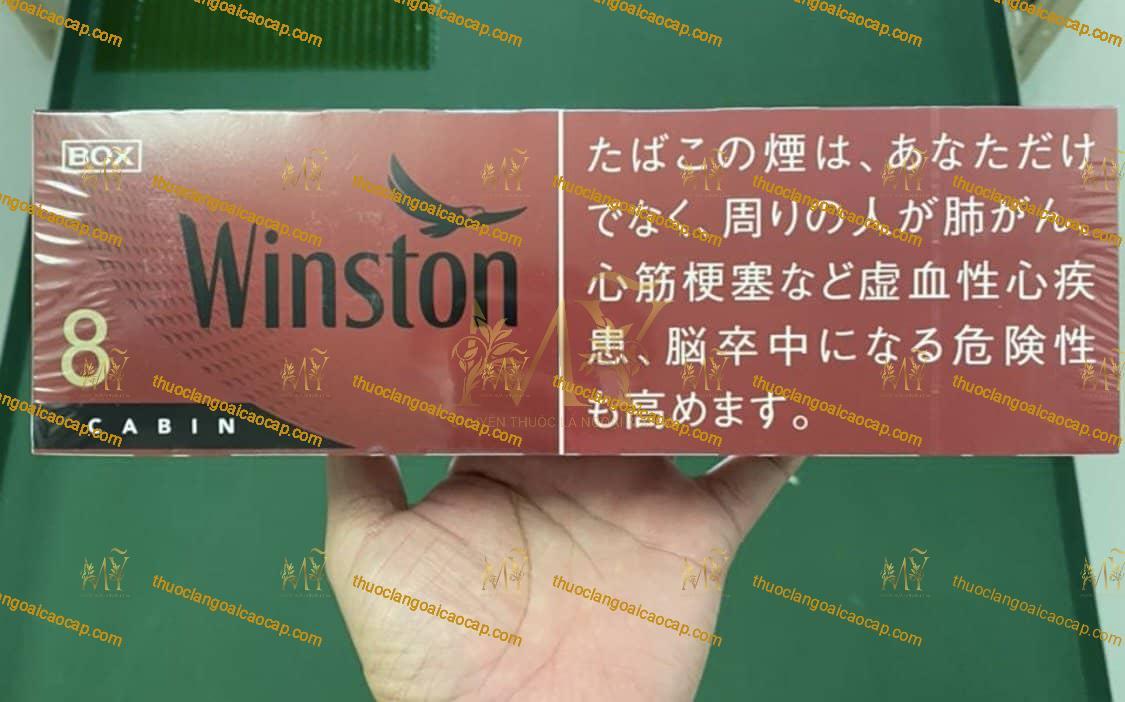 BOX
Winston
8
CABIN
たばこの煙は、あなただけ
でなく、周りの人が肺がん、
心筋梗塞など虚血性心疾
患、脳卒中になる危険性
も高めます。
MỸ
thuoclangoaicaocap.com